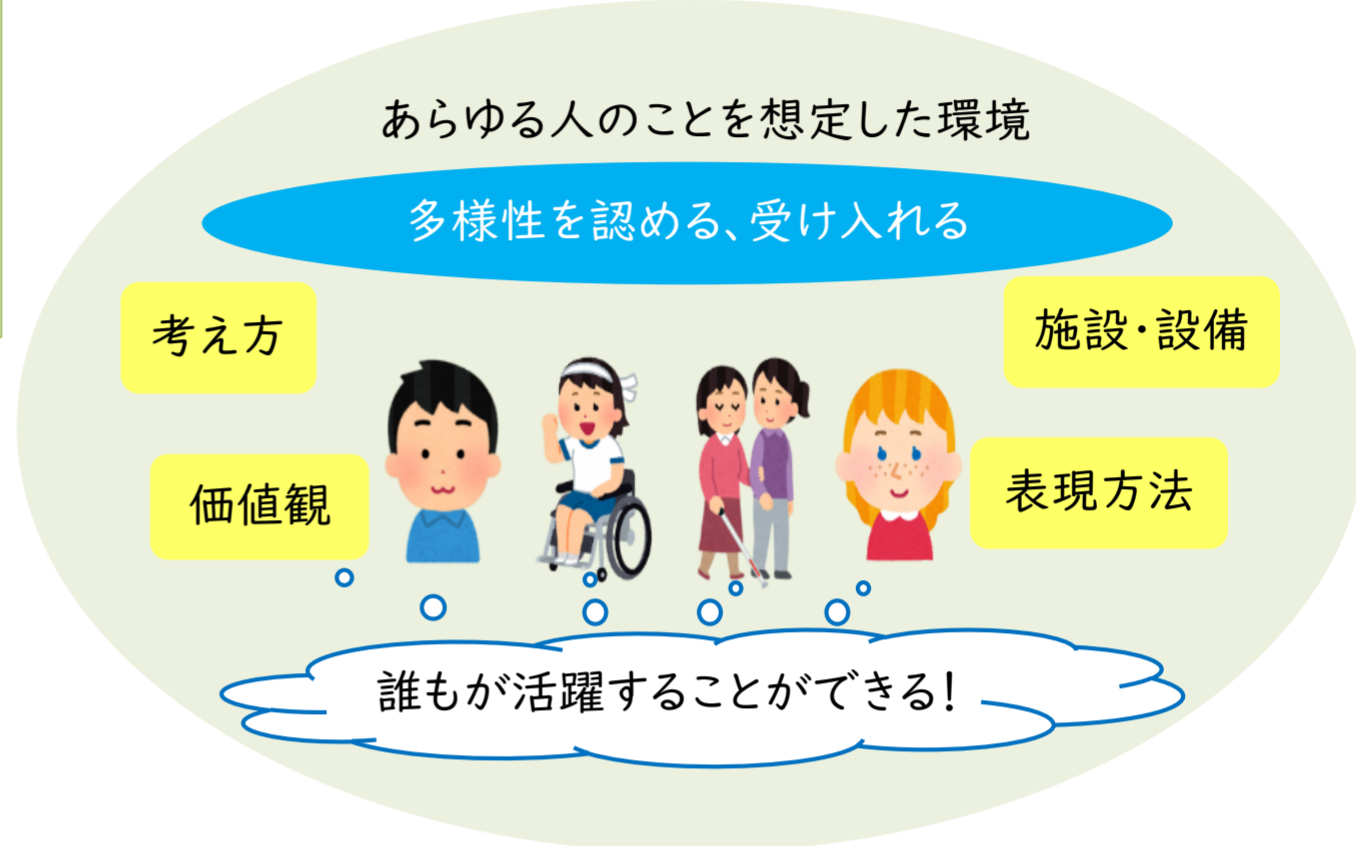 あらゆる人のことを想定した環境
多様性を認める、受け入れる
考え方
施設・設備
価値観
表現方法
誰もが活躍することができる！